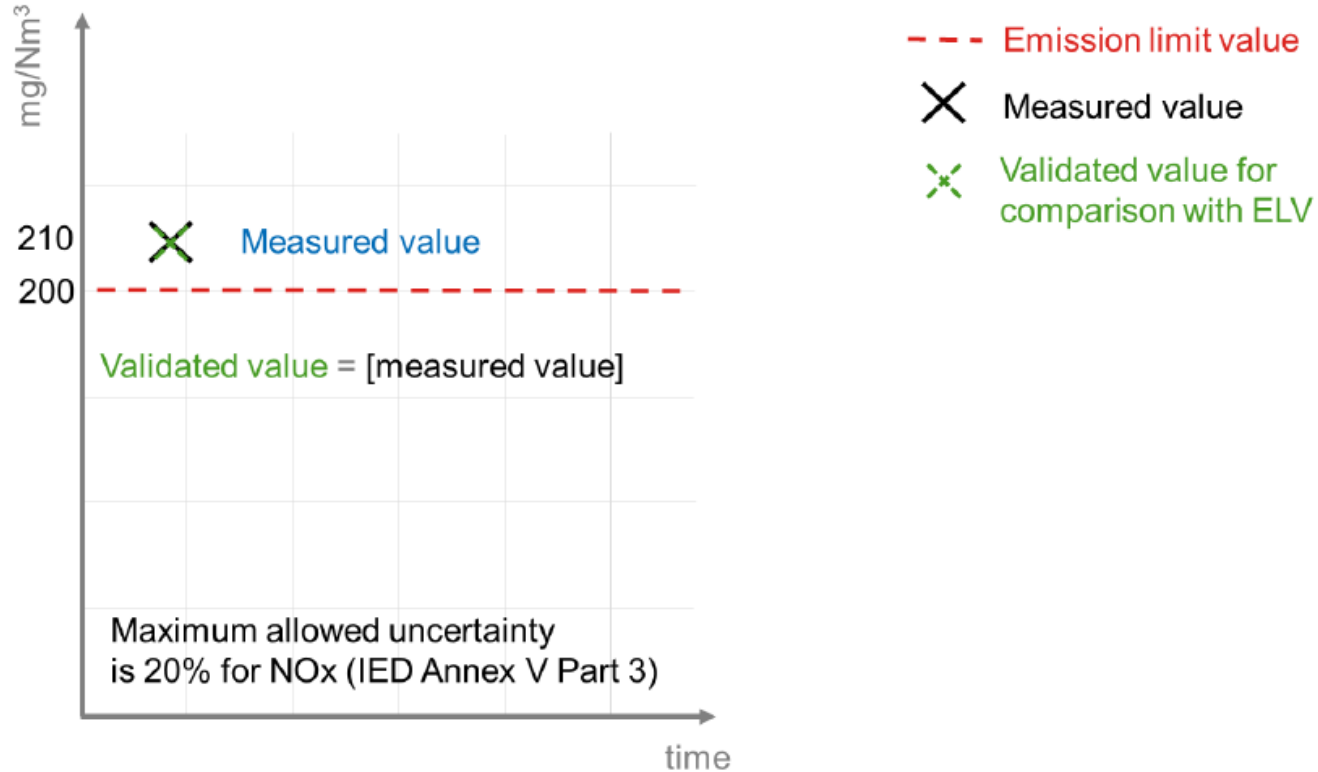 mg/Nm³
Emission limit value
Measured value
Validated value for
comparison with ELV
210
Measured value
200
Validated value = [measured value]
Maximum allowed uncertainty
is 20% for NOx (IED Annex V Part 3)
time